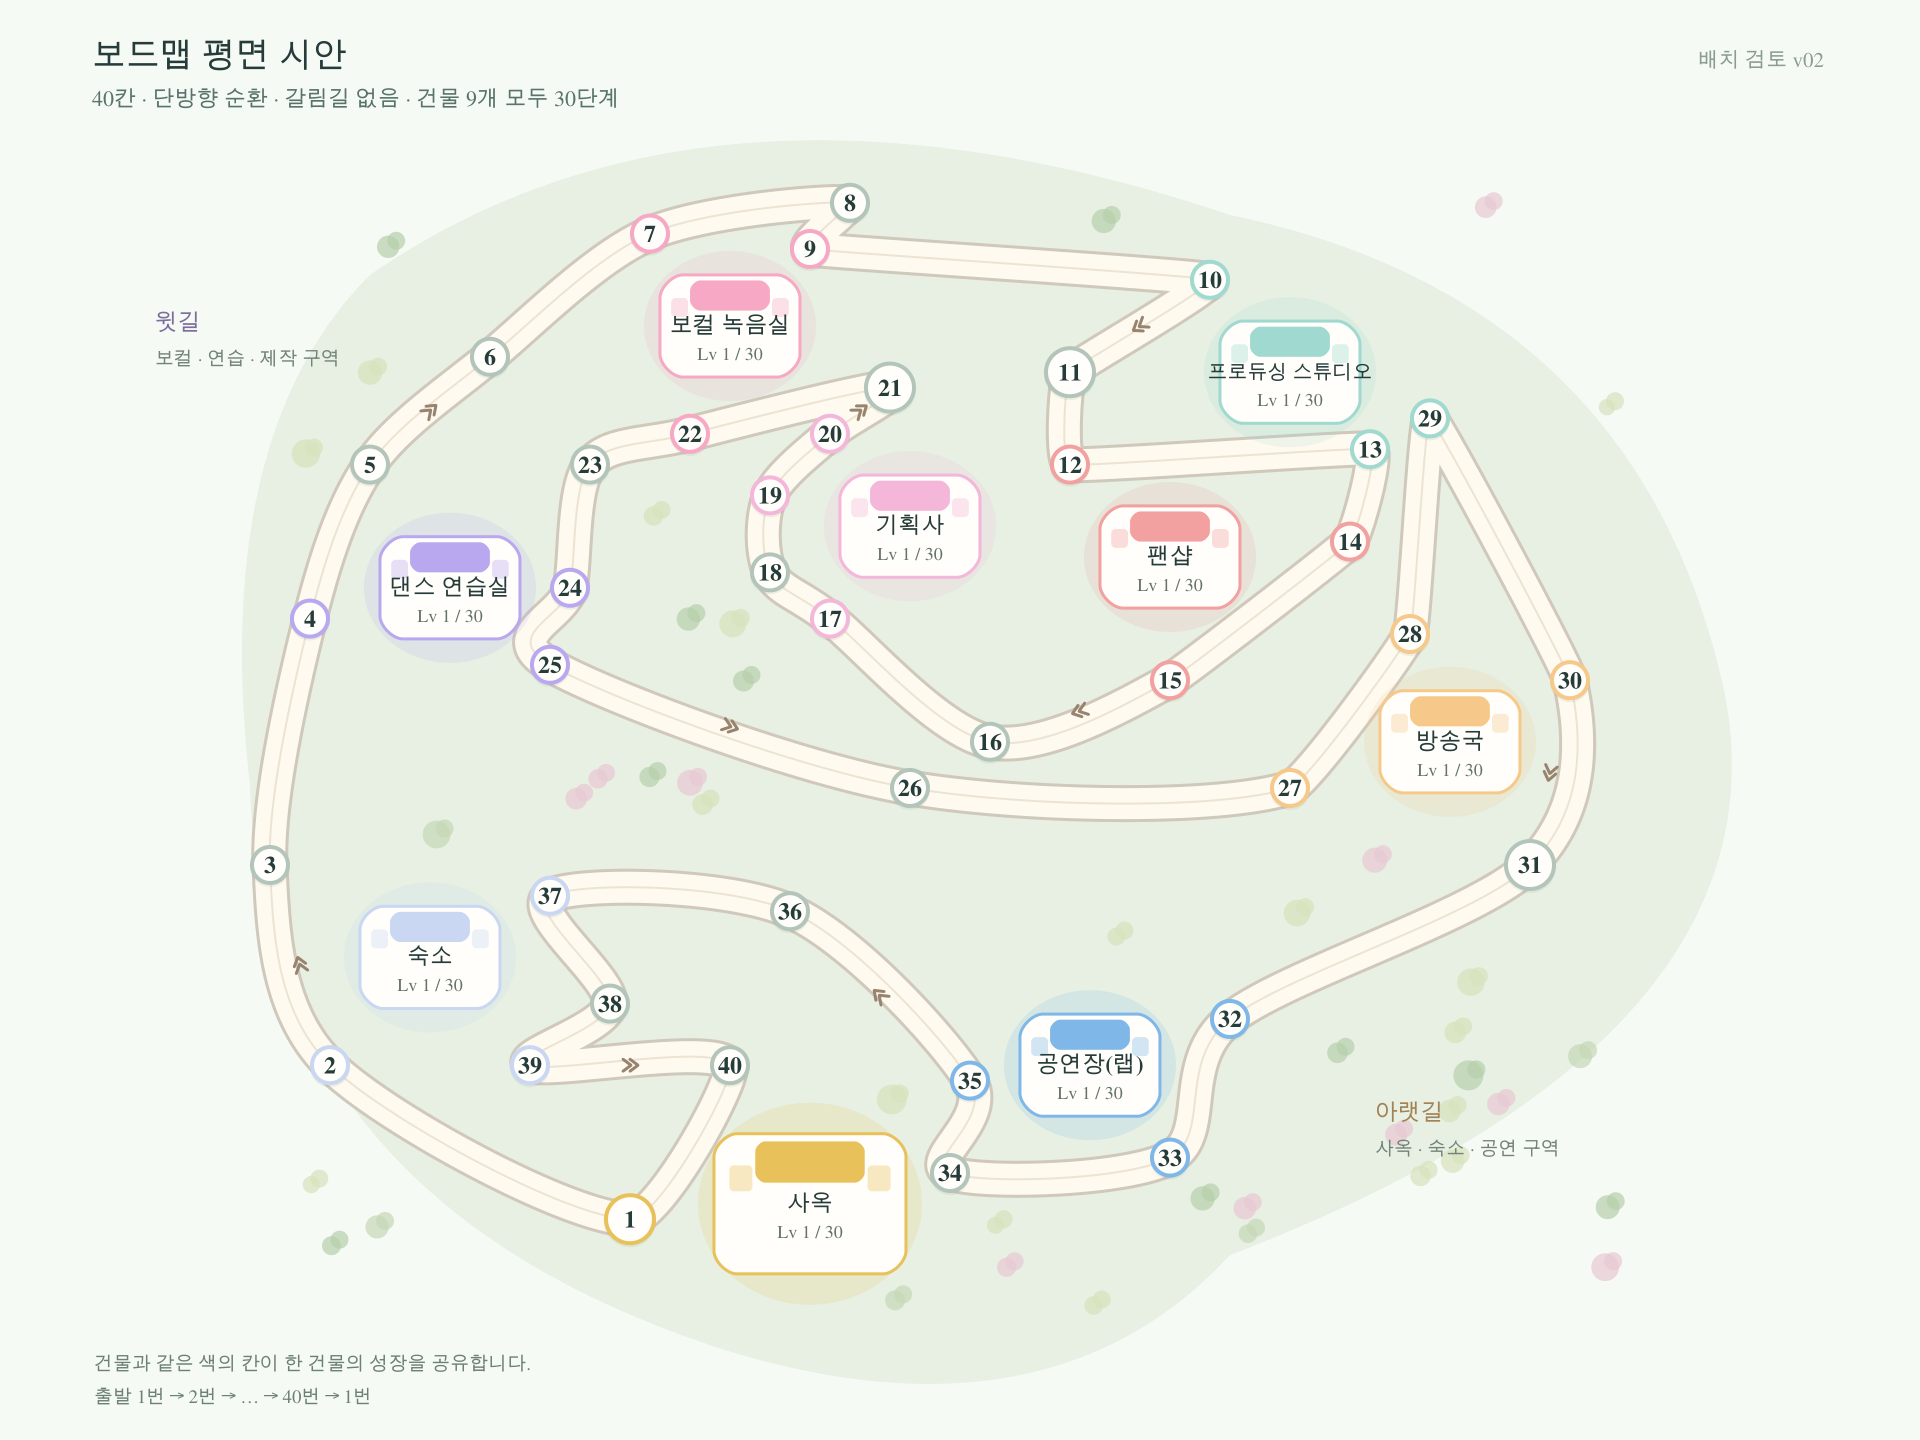 보드맵 평면 시안
배치 검토 v02
40칸 · 단방향 순환 · 갈림길 없음 · 건물 9개 모두 30단계
8
7
9
10
윗길
보컬 · 연습 · 제작 구역
보컬 녹음실
Lv 1 / 30
6
11
프로듀싱 스튜디오
Lv 1 / 30
21
29
22
20
13
5
23
12
19
기획사
Lv 1 / 30
14
팬샵
Lv 1 / 30
18
댄스 연습실
Lv 1 / 30
24
4
17
28
25
15
30
16
방송국
Lv 1 / 30
26
27
3
31
37
36
숙소
Lv 1 / 30
38
32
2
39
40
35
공연장(랩)
Lv 1 / 30
아랫길
사옥 · 숙소 · 공연 구역
34
33
1
사옥
Lv 1 / 30
건물과 같은 색의 칸이 한 건물의 성장을 공유합니다.
출발 1번 → 2번 → … → 40번 → 1번